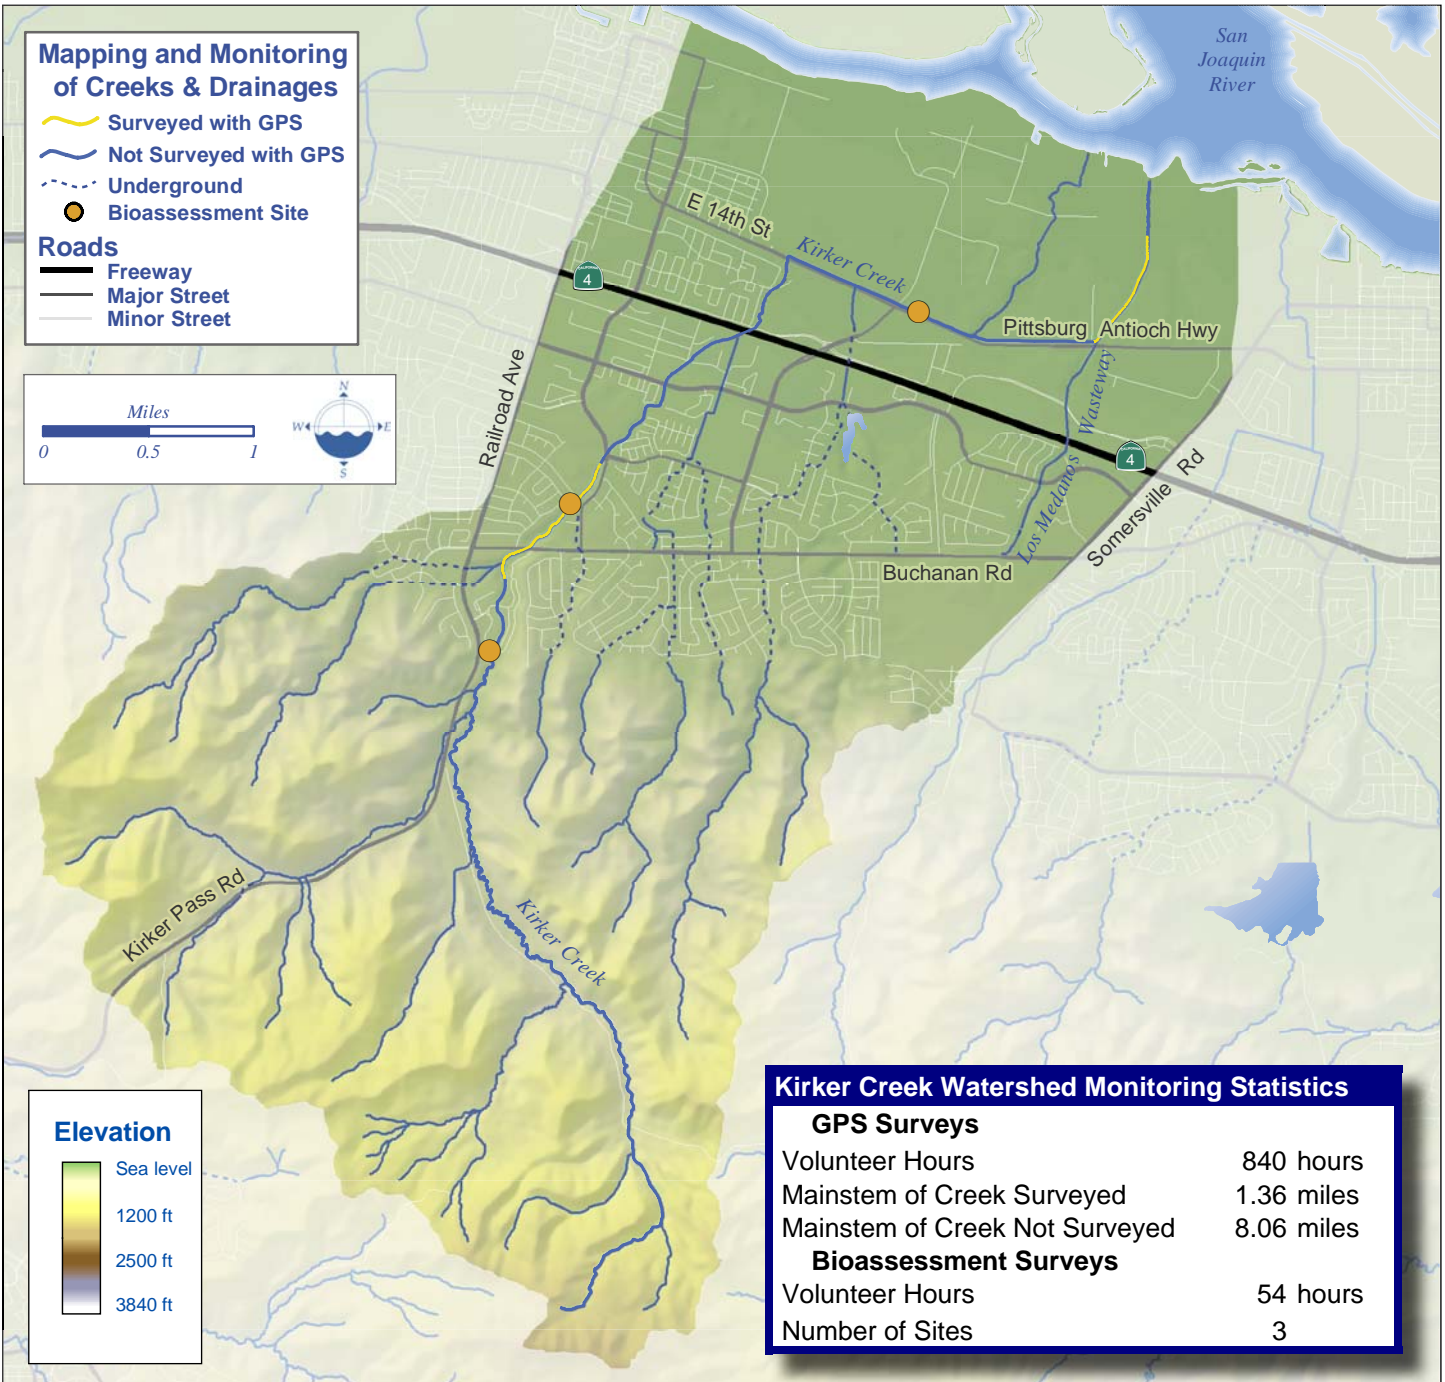 Mapping and Monitoring
of Creeks & Drainages
Surveyed with GPS
Not Surveyed with GPS
Underground
Bioassessment Site
Roads
Freeway
Major Street
Minor Street
Miles
0 0.5 1
N
W E
S
San
Joaquin
River
E 14th St
Kirker Creek
CALIFORNIA
4
Pittsburg Antioch Hwy
Railroad Ave
Los Medanos Wasteway
4
Somersville Rd
Buchanan Rd
Kirker Pass Rd
Kirker Creek
Elevation
Sea level
1200 ft
2500 ft
3840 ft
Kirker Creek Watershed Monitoring Statistics
GPS Surveys
Volunteer Hours 840 hours
Mainstem of Creek Surveyed 1.36 miles
Mainstem of Creek Not Surveyed 8.06 miles
Bioassessment Surveys
Volunteer Hours 54 hours
Number of Sites 3